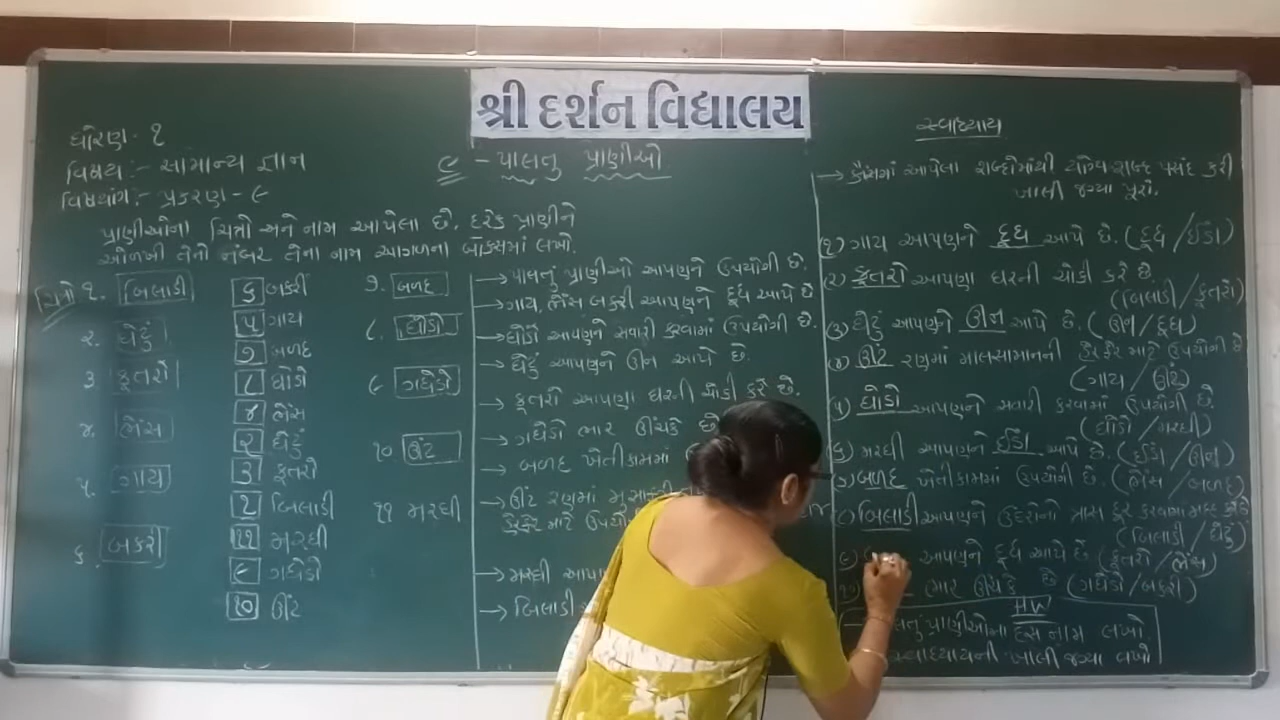 શ્રી દર્શન વિદ્યાલય
ધોરણ - ૧
વિષય :- સામાન્ય જ્ઞાન
વિષયાંગ :- પ્રકરણ - ૯
૯ - પાલતુ પ્રાણીઓ
પ્રાણીઓના ચિત્રો અને નામ આપેલા છે. દરેક પ્રાણીને
ઓળખી તેનો નંબર તેના નામ આગળના બોક્સમાં લખો.
ચિત્રો ૧. બિલાડી
૨. ઘેટું
૩ કૂતરો
૪. ભેંસ
૫. ગાય
૬ બકરી
૬ બકરી
૫ ગાય
૭ બળદ
૮ ઘોડો
૪ ભેંસ
૨ ઘેટું
૩ કૂતરો
૧ બિલાડી
૧૧ મરઘી
૯ ગધેડો
૧૦ ઊંટ
૭. બળદ
૮. ઘોડો
૯ ગધેડો
૧૦ ઊંટ
૧૧ મરઘી
→ પાલતું પ્રાણીઓ આપણને ઉપયોગી છે.
→ ગાય, ભેંસ બકરી આપણને દૂધ આપે છે
→ ઘોડો આપણને સવારી કરવામાં ઉપયોગી છે.
→ ઘેટું આપણને ઊન આપે છે.
→ કૂતરો આપણા ઘરની ચોકી કરે છે.
→ ગધેડો ભાર ઊંચકે છે
→ બળદ ખેતીકામમાં
→ ઊંટ રણમાં
હેરફેર માટે
→ મરઘી
→ બિલાડી
સ્વાધ્યાય
→ કૌંસમાં આપેલા શબ્દોમાંથી યોગ્ય શબ્દ પસંદ કરી
ખાલી જગ્યા પૂરો.
(૧) ગાય આપણને દૂધ આપે છે. (દૂધ / ઈંડા)
(૨) કૂતરો આપણા ઘરની ચોકી કરે છે.
(બિલાડી / કૂતરો)
(૩) ઘેટું આપણને ઊન આપે છે. (ઊન / દૂધ)
(૪) ઊંટ રણમાં માલસામાનની હેરફેર માટે ઉપયોગી છે
(ગાય / ઊંટ)
(૫) ઘોડો આપણને સવારી કરવામાં ઉપયોગી છે.
(ઘોડો / મરઘી)
(૬) મરઘી આપણને ઈંડા આપે છે. (ઈંડા / ઊન)
(૭) બળદ ખેતીકામમાં ઉપયોગી છે. (ભેંસ / બળદ)
(૮) બિલાડી આપણને ઉંદરોનો ત્રાસ દૂર કરવામાં મદદ કરે છે
(બિલાડી / ઘેટું)
(૯) આપણને દૂધ આપે છે. (કૂતરો / ભેંસ)
(૧૦) ભાર ઊંચકે છે (ગધેડો / બકરી)
HW
પાલતુ પ્રાણીઓના દસ નામ લખો.
સ્વાધ્યાયની ખાલી જગ્યા લખો